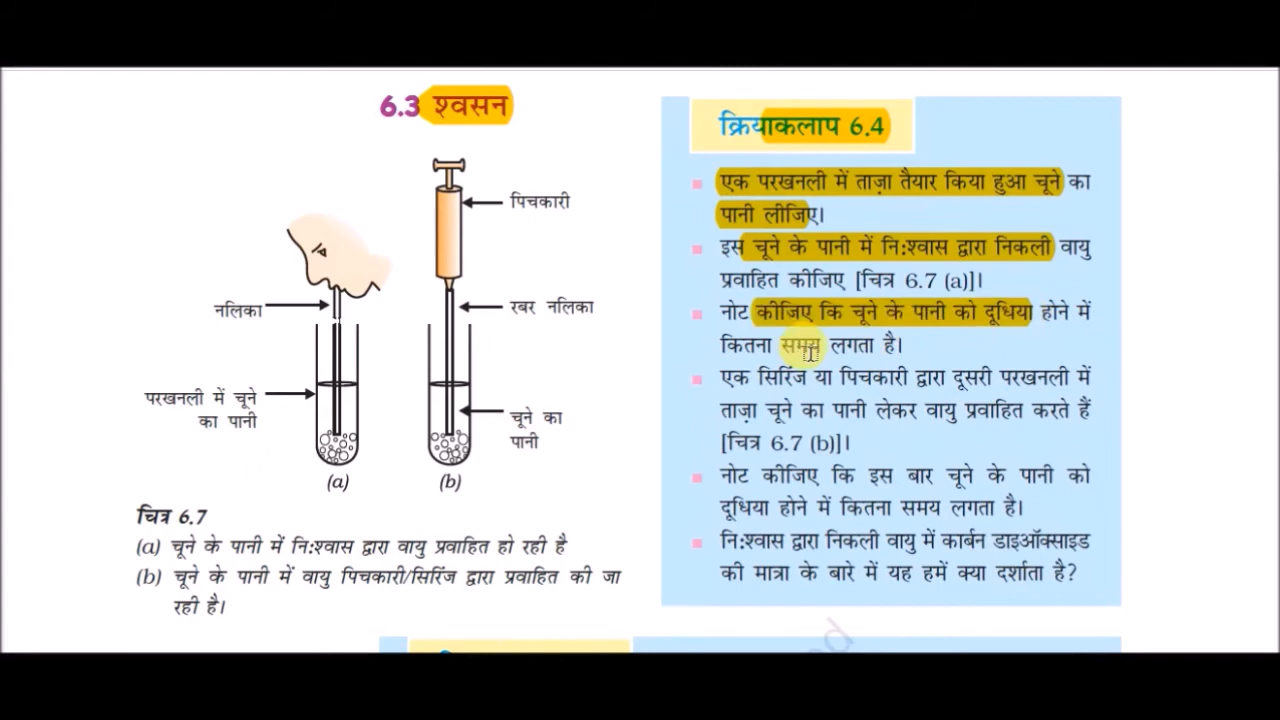 6.3 श्वसन
पिचकारी
नलिका
रबर नलिका
परखनली में चूने
का पानी
चूने का
पानी
(a)
(b)
चित्र 6.7
(a) चूने के पानी में नि:श्वास द्वारा वायु प्रवाहित हो रही है
(b) चूने के पानी में वायु पिचकारी/सिरिंज द्वारा प्रवाहित की जा
रही है।
क्रियाकलाप 6.4
एक परखनली में ताज़ा तैयार किया हुआ चूने का
पानी लीजिए।
इस चूने के पानी में नि:श्वास द्वारा निकली वायु
प्रवाहित कीजिए [चित्र 6.7 (a)]।
नोट कीजिए कि चूने के पानी को दूधिया होने में
कितना समय लगता है।
एक सिरिंज या पिचकारी द्वारा दूसरी परखनली में
ताज़ा चूने का पानी लेकर वायु प्रवाहित करते हैं
[चित्र 6.7 (b)]।
नोट कीजिए कि इस बार चूने के पानी को
दूधिया होने में कितना समय लगता है।
नि:श्वास द्वारा निकली वायु में कार्बन डाइऑक्साइड
की मात्रा के बारे में यह हमें क्या दर्शाता है?